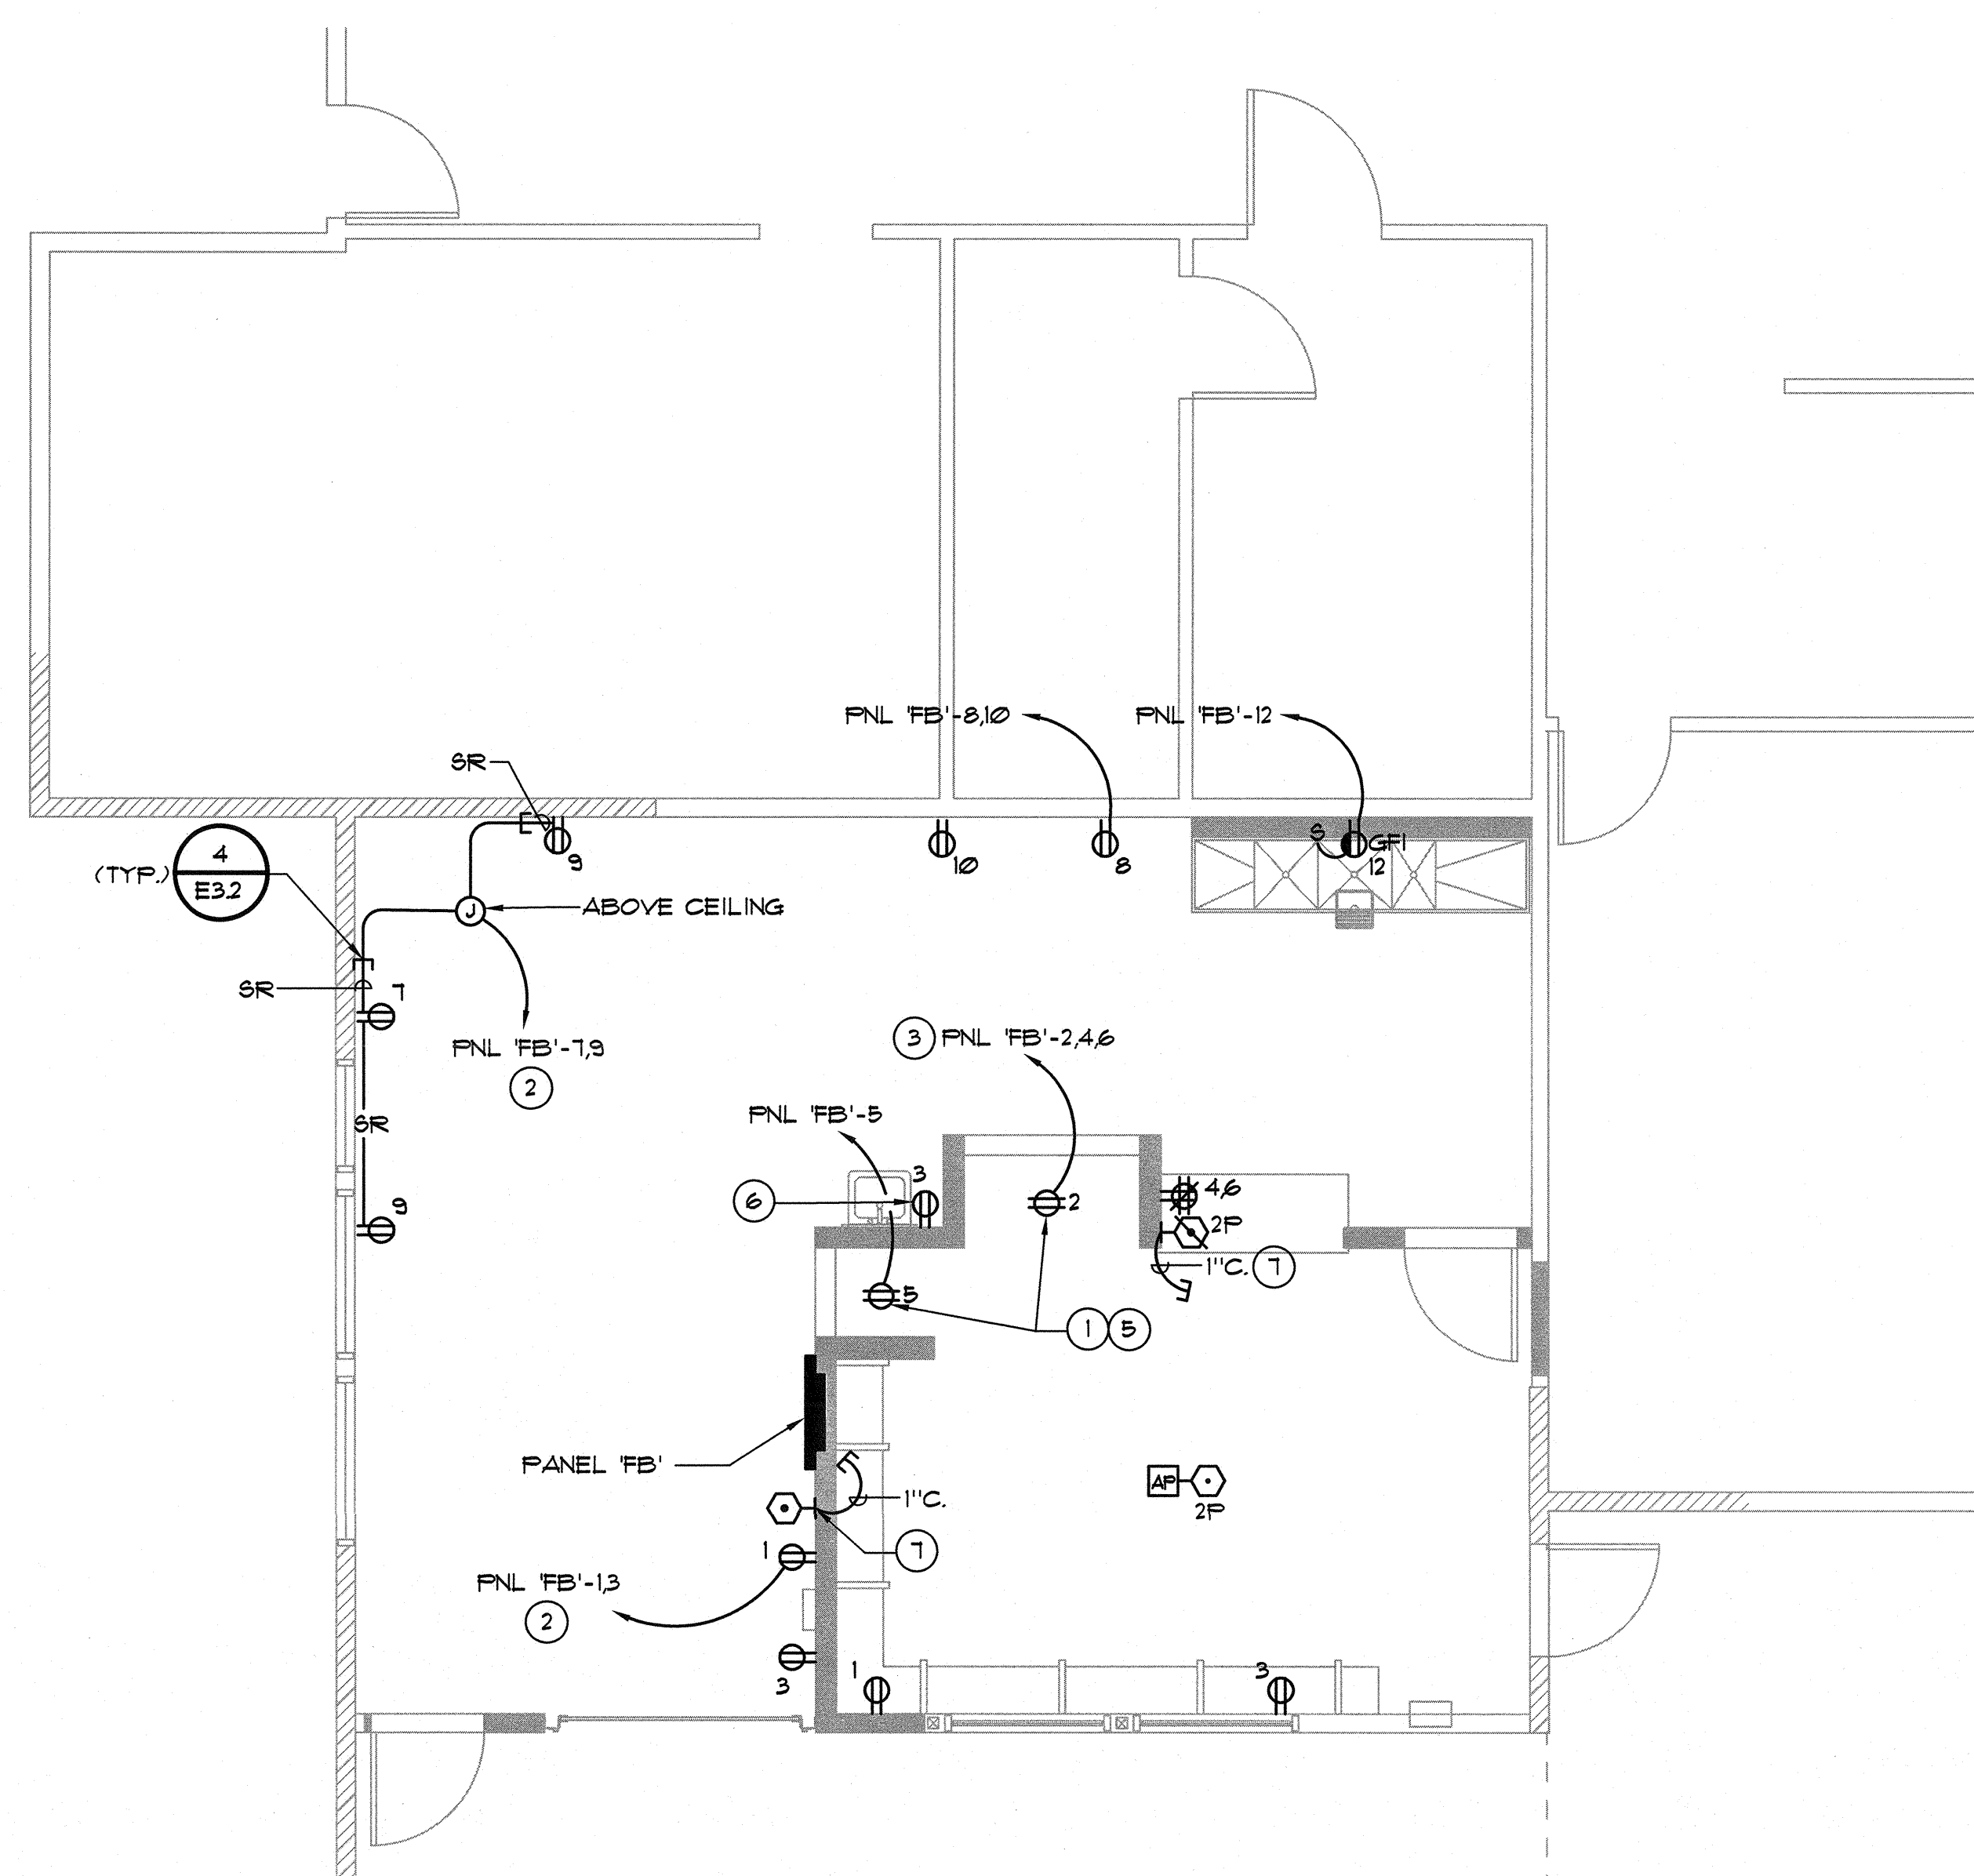 PNL 'FB'-8,10
PNL 'FB'-12
SR
(TYP.)
4
E3.2
9
10
8
S
GFI
12
J
ABOVE CEILING
SR
7
PNL 'FB'-7,9
2
3
PNL 'FB'-2,4,6
SR
PNL 'FB'-5
9
6
3
2
4,6
2P
1"C.
7
5
1
5
PANEL 'FB'
1"C.
AP
2P
7
1
PNL 'FB'-1,3
2
3
1
3